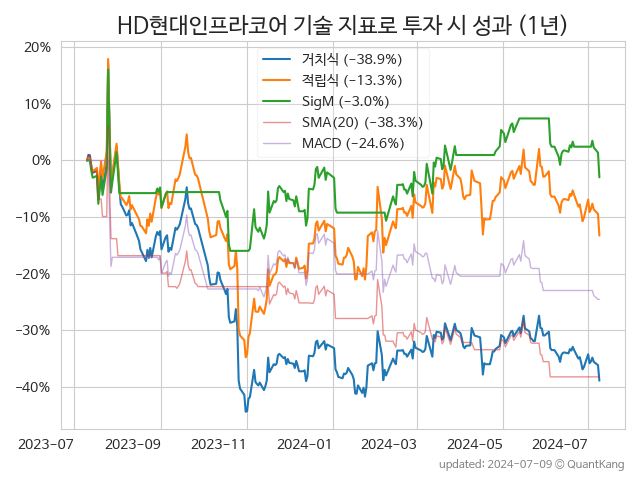 HD현대인프라코어 기술 지표로 투자 시 성과 (1년)
거치식 (−38.9%)
적립식 (−13.3%)
SigM (−3.0%)
SMA(20) (−38.3%)
MACD (−24.6%)
20%
10%
0%
−10%
−20%
−30%
−40%
2023-07 2023-09 2023-11 2024-01 2024-03 2024-05 2024-07
updated: 2024-07-09 © QuantKang